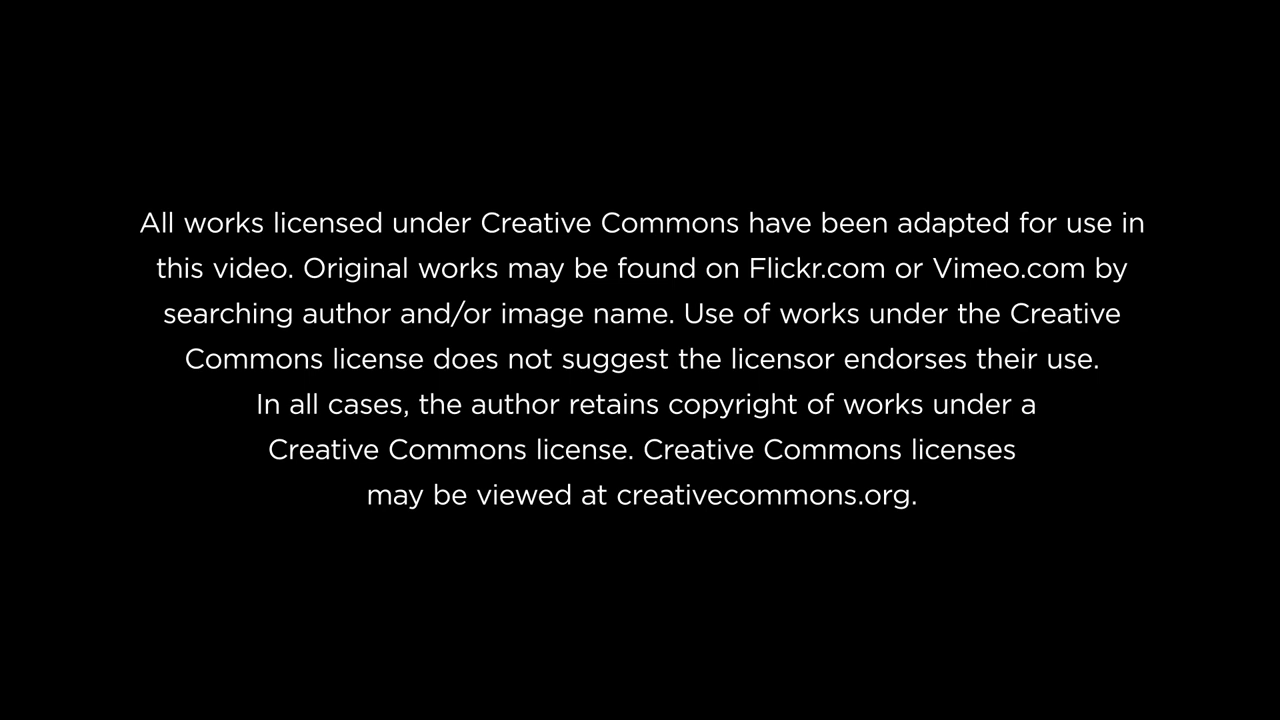 All works licensed under Creative Commons have been adapted for use in
this video. Original works may be found on Flickr.com or Vimeo.com by
searching author and/or image name. Use of works under the Creative
Commons license does not suggest the licensor endorses their use.
In all cases, the author retains copyright of works under a
Creative Commons license. Creative Commons licenses
may be viewed at creativecommons.org.